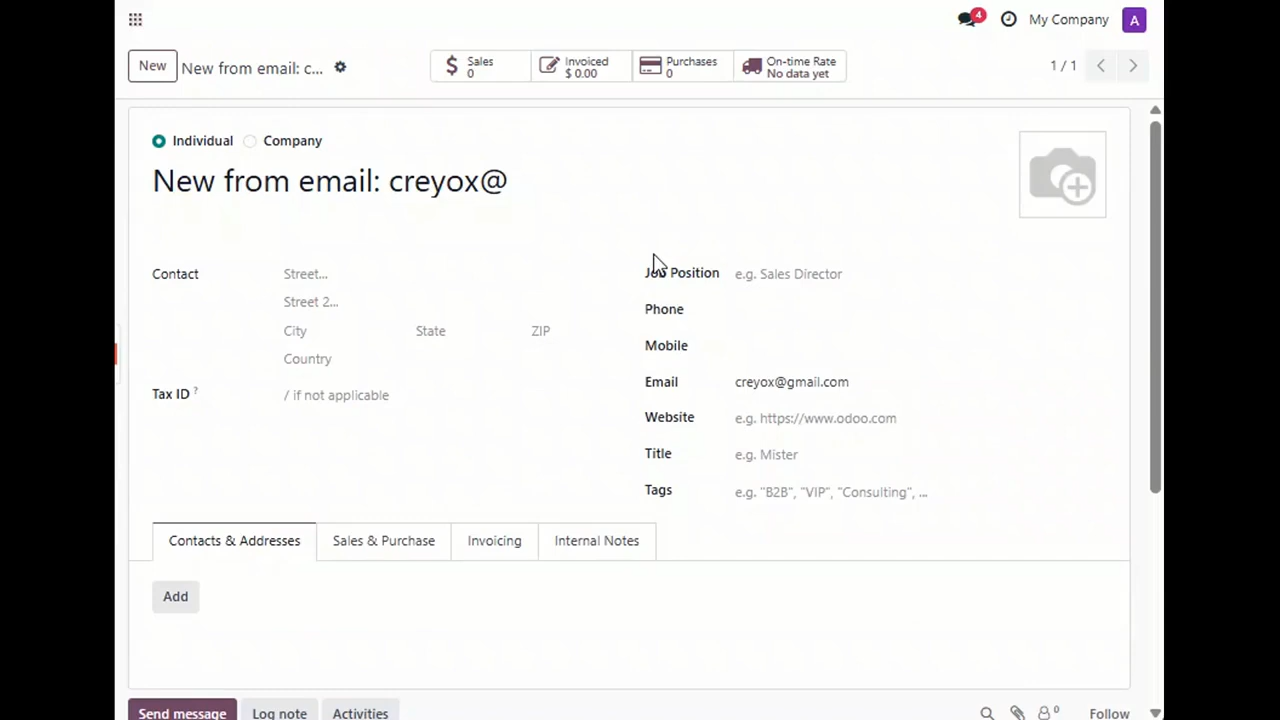 4
My Company
A
New
New from email: c...
Sales
0
Invoiced
$ 0.00
Purchases
0
On-time Rate
No data yet
1 / 1
Individual
Company
New from email: creyox@
Contact
Street...
Street 2...
City
State
ZIP
Country
Tax ID ?
/ if not applicable
Job Position
e.g. Sales Director
Phone
Mobile
Email
creyox@gmail.com
Website
e.g. https://www.odoo.com
Title
e.g. Mister
Tags
e.g. "B2B", "VIP", "Consulting", ...
Contacts & Addresses
Sales & Purchase
Invoicing
Internal Notes
Add
Send message
Log note
Activities
0
Follow